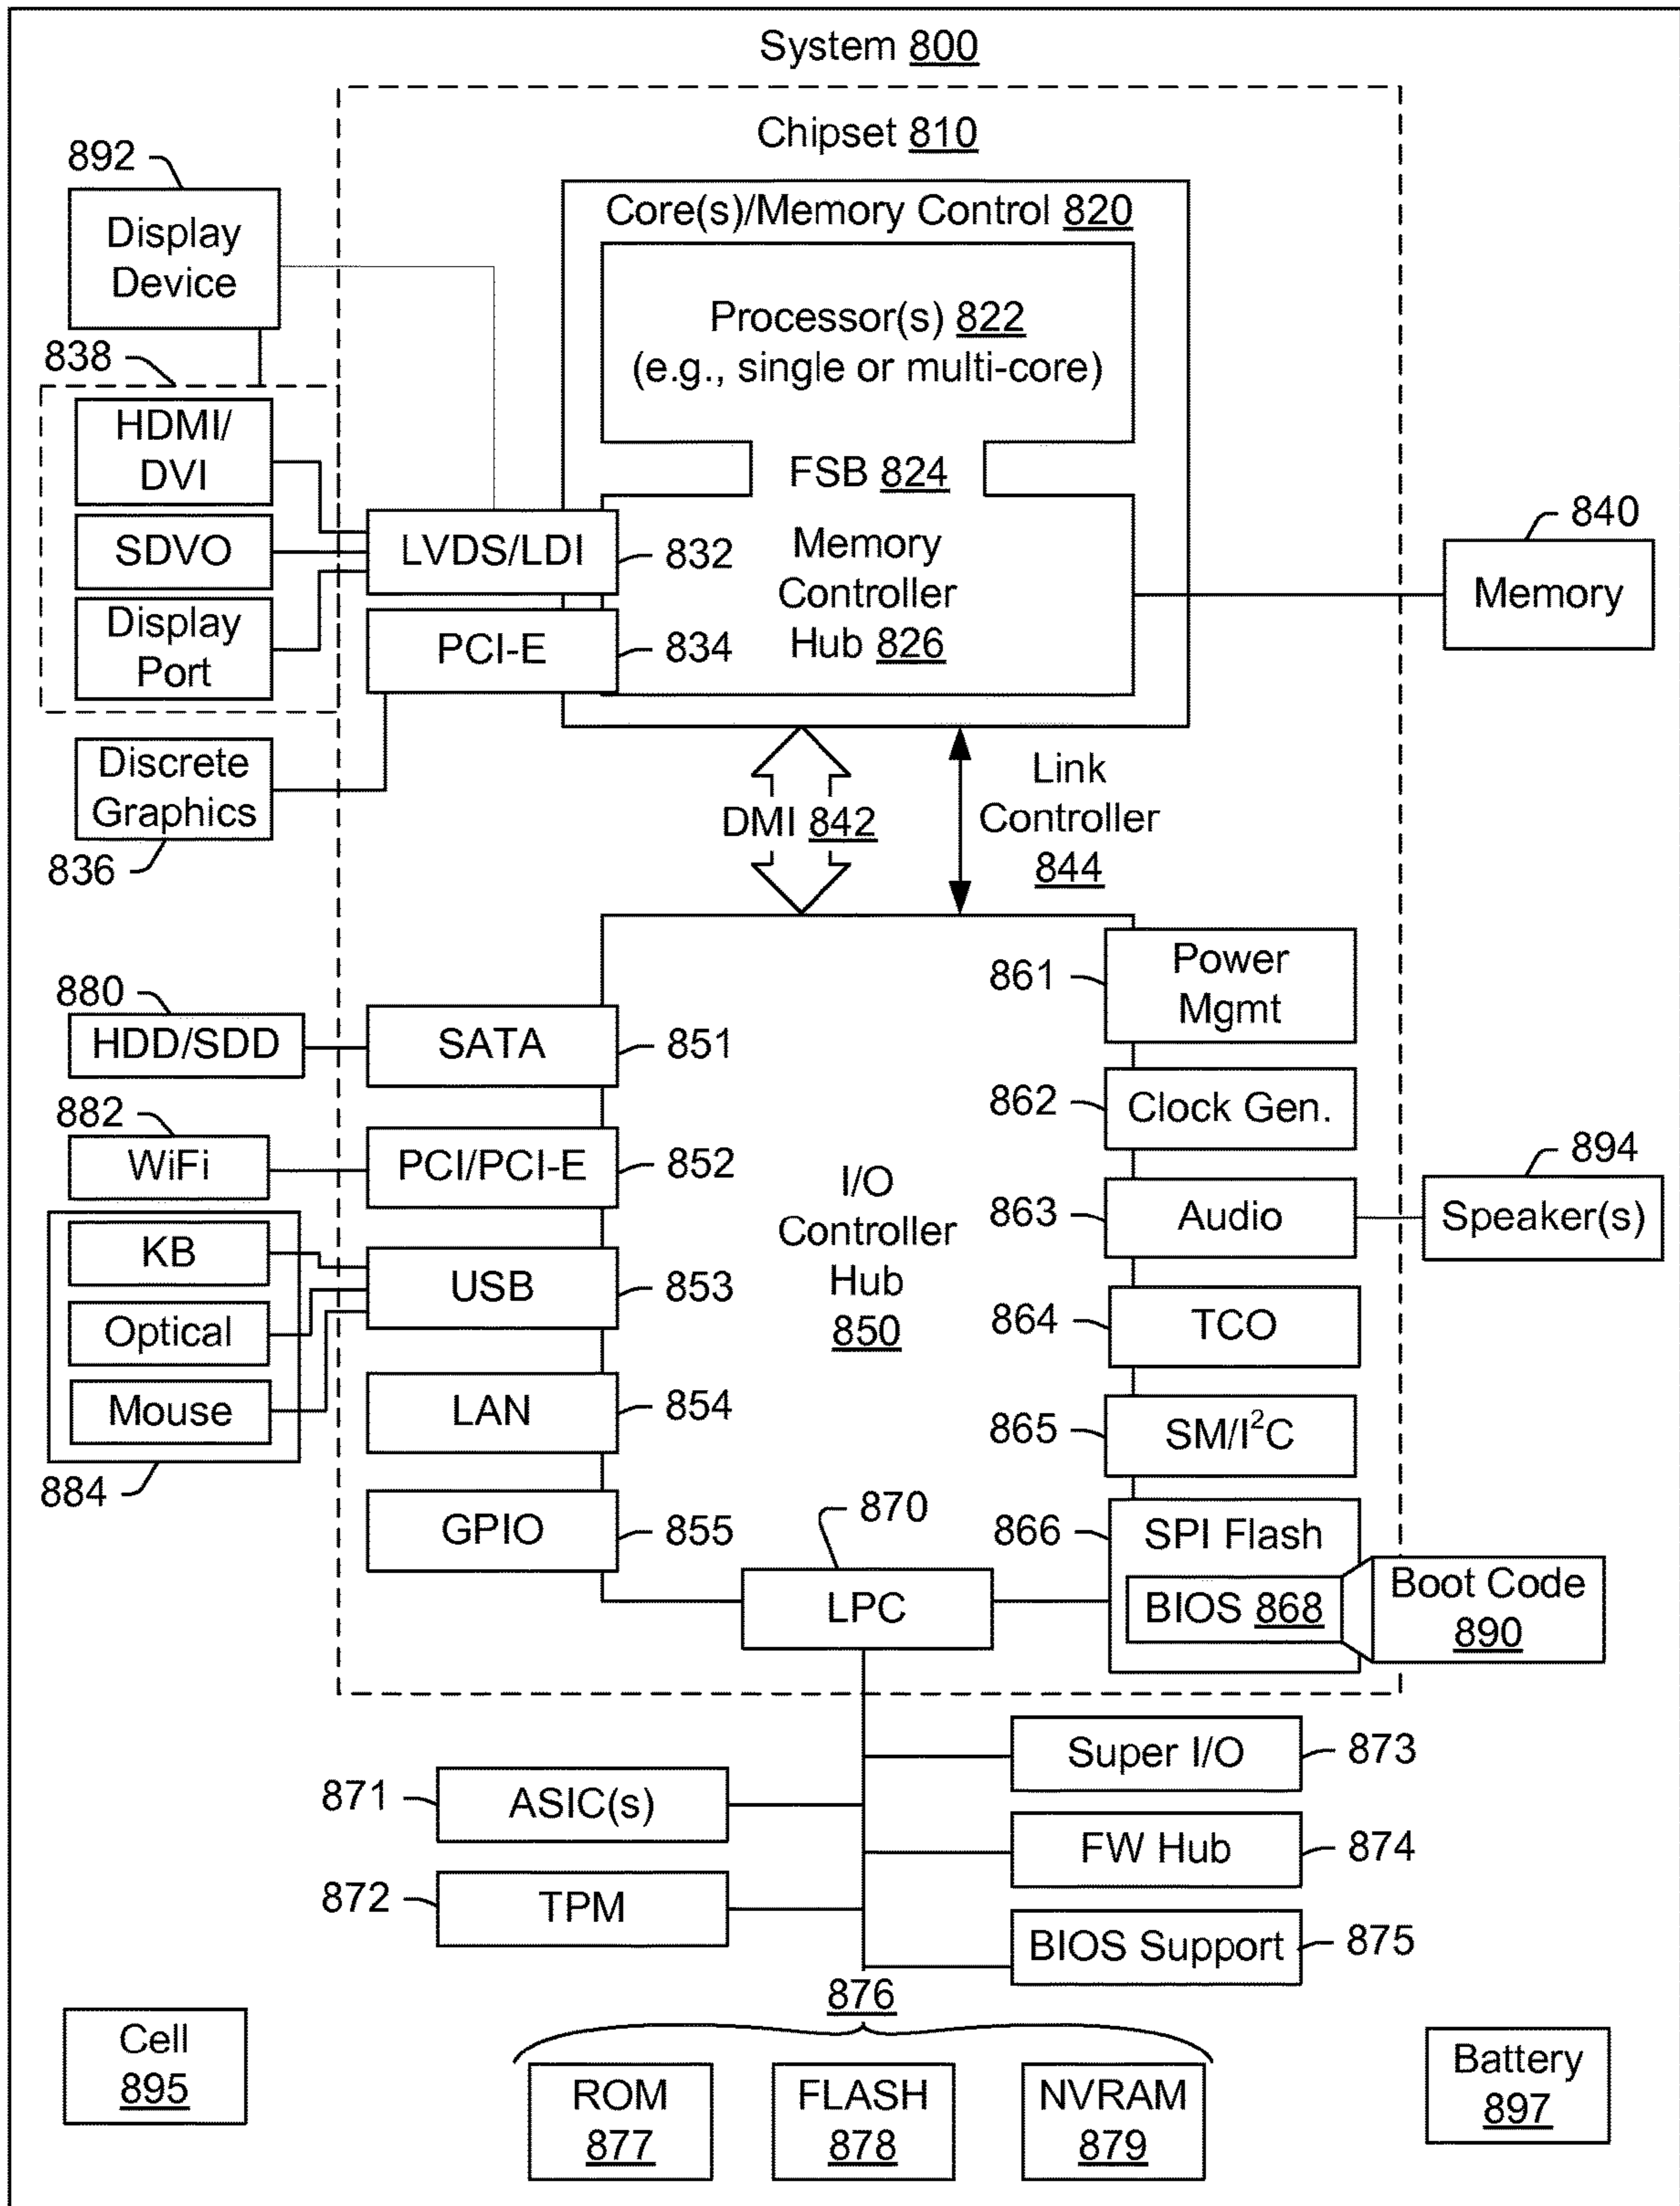 System 800
Chipset 810
892
Display
Device
Core(s)/Memory Control 820
Processor(s) 822
(e.g., single or multi-core)
838
HDMI/
DVI
SDVO
Display
Port
FSB 824
LVDS/LDI
832
PCI-E
834
Memory
Controller
Hub 826
840
Memory
Discrete
Graphics
836
DMI 842
Link
Controller
844
880
HDD/SDD
SATA
851
882
WiFi
PCI/PCI-E
852
KB
Optical
Mouse
884
USB
853
LAN
854
GPIO
855
I/O
Controller
Hub
850
861
Power
Mgmt
862
Clock Gen.
863
Audio
894
Speaker(s)
864
TCO
865
SM/I²C
866
SPI Flash
BIOS 868
Boot Code
890
870
LPC
871
ASIC(s)
872
TPM
Super I/O
873
FW Hub
874
BIOS Support
875
876
Cell
895
ROM
877
FLASH
878
NVRAM
879
Battery
897